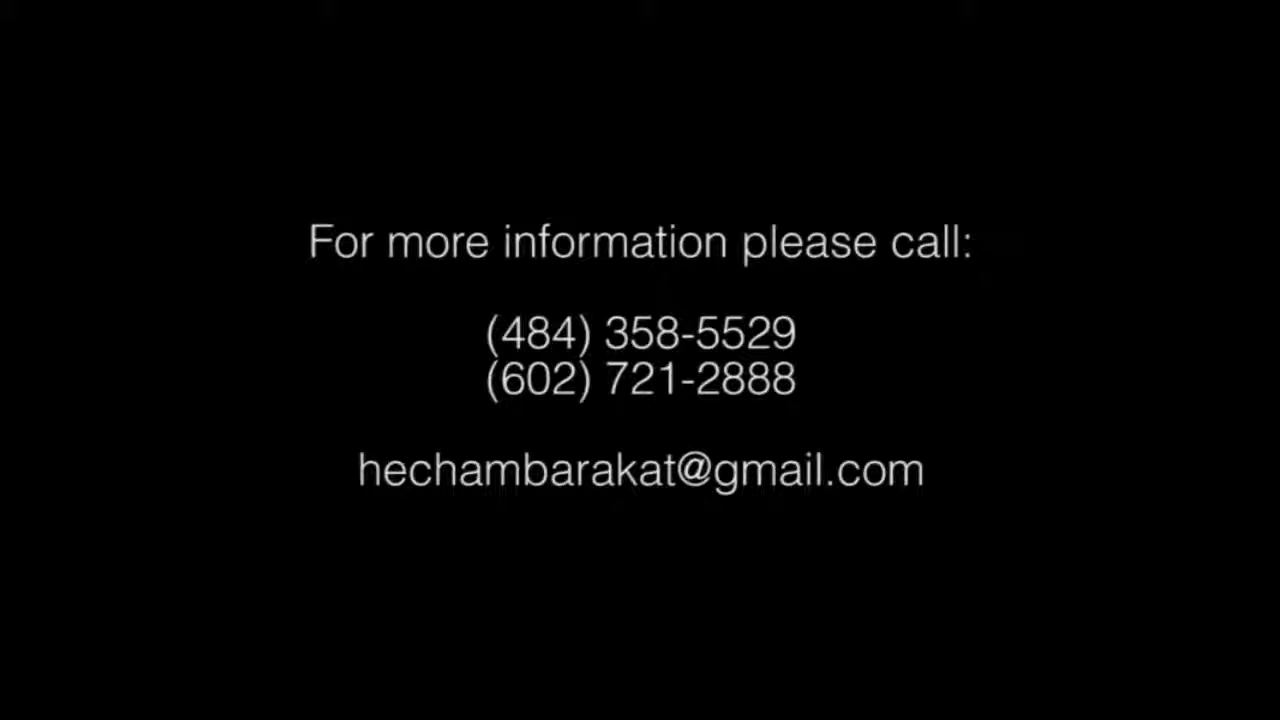 For more information please call:
(484) 358-5529
(602) 721-2888
hechambarakat@gmail.com